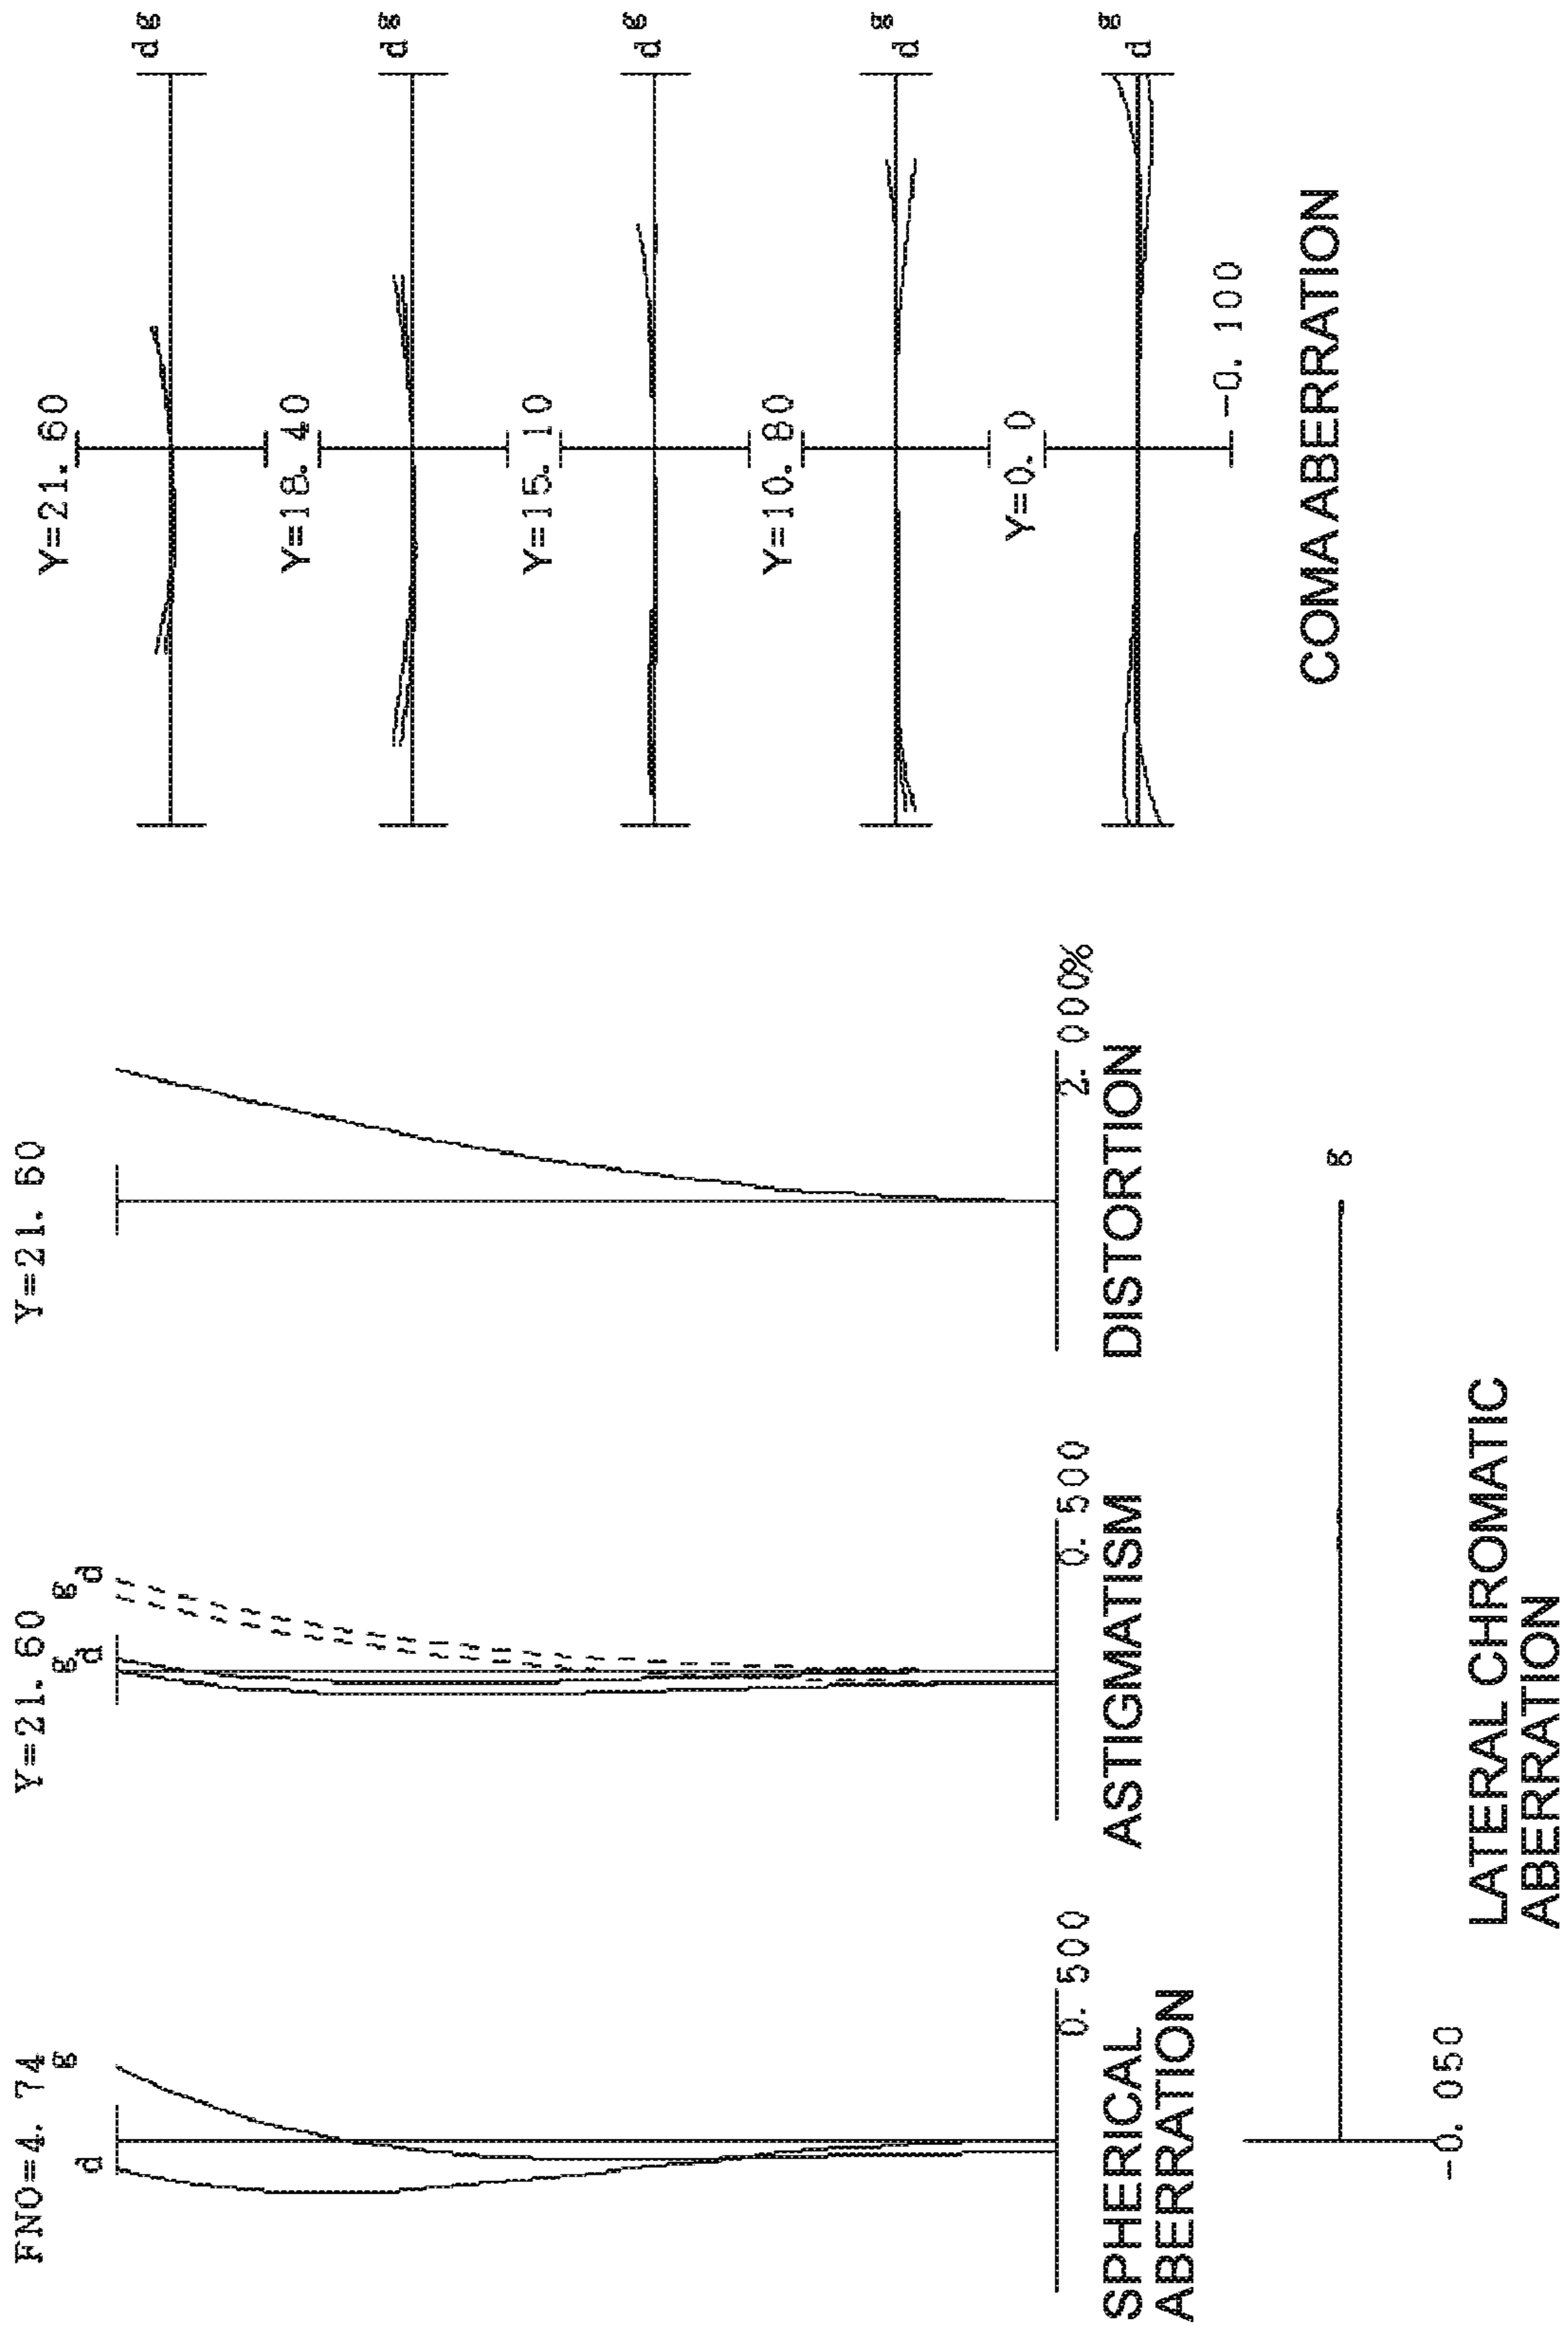 FNO=4.74
d
g
0.500
SPHERICAL
ABERRATION
Y=21.60
g
d
g
d
0.500
ASTIGMATISM
Y=21.60
2.000%
DISTORTION
Y=21.60
d g
Y=18.40
d g
Y=15.10
d g
Y=10.80
d g
Y=0.0
d g
-0.100
COMA ABERRATION
g
-0.050
LATERAL CHROMATIC
ABERRATION